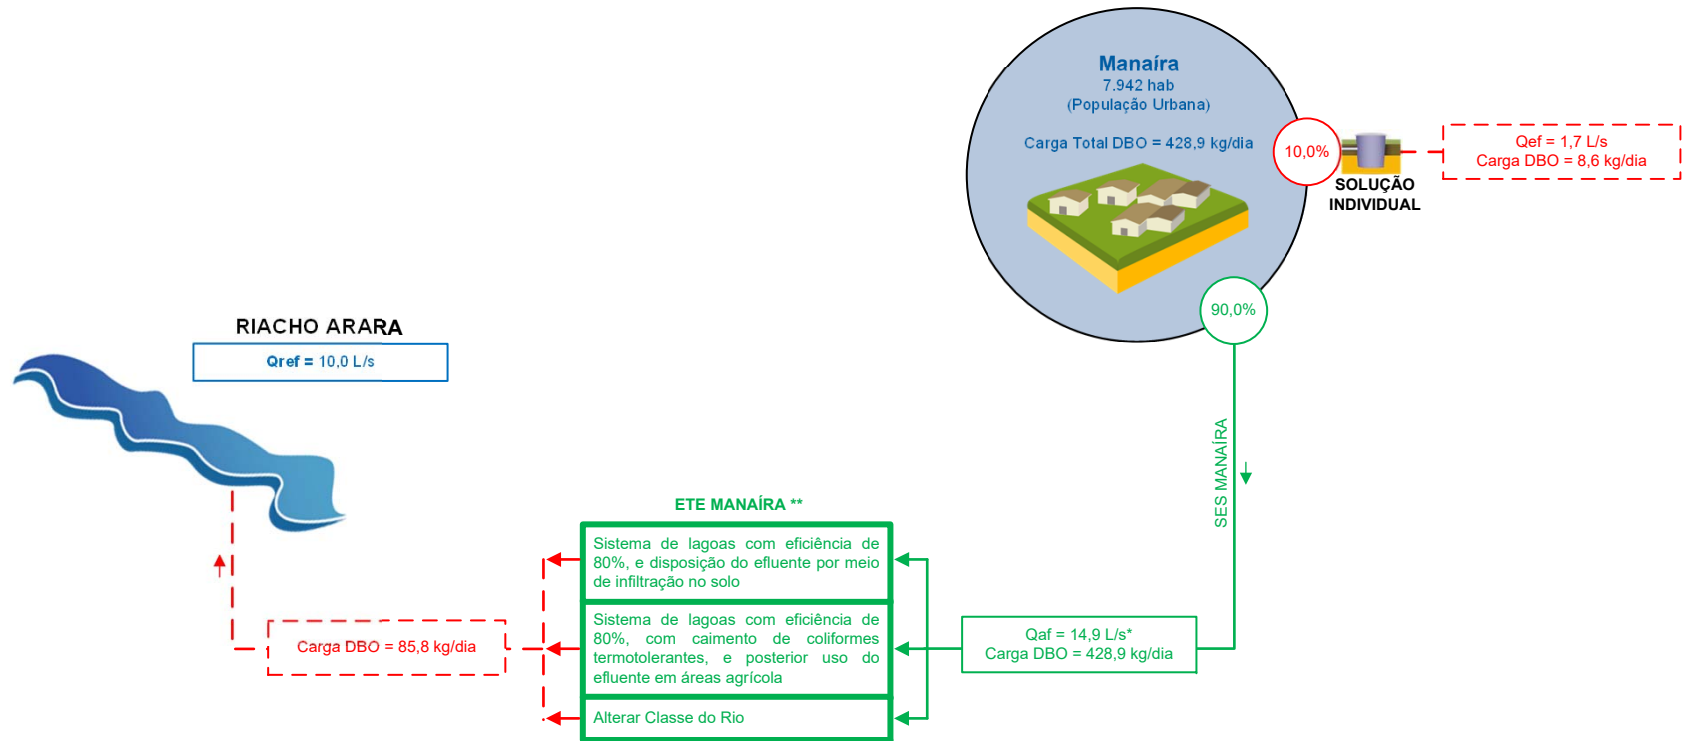 Manaíra
7.942 hab
(População Urbana)
Carga Total DBO = 428,9 kg/dia
10,0%
SOLUÇÃO
INDIVIDUAL
Qef = 1,7 L/s
Carga DBO = 8,6 kg/dia
90,0%
RIACHO ARARA
Qref = 10,0 L/s
SES MANAÍRA
ETE MANAÍRA **
Sistema de lagoas com eficiência de
80%, e disposição do efluente por meio
de infiltração no solo
Sistema de lagoas com eficiência de
80%, com caimento de coliformes
termotolerantes, e posterior uso do
efluente em áreas agrícola
Alterar Classe do Rio
Qaf = 14,9 L/s*
Carga DBO = 428,9 kg/dia
Carga DBO = 85,8 kg/dia